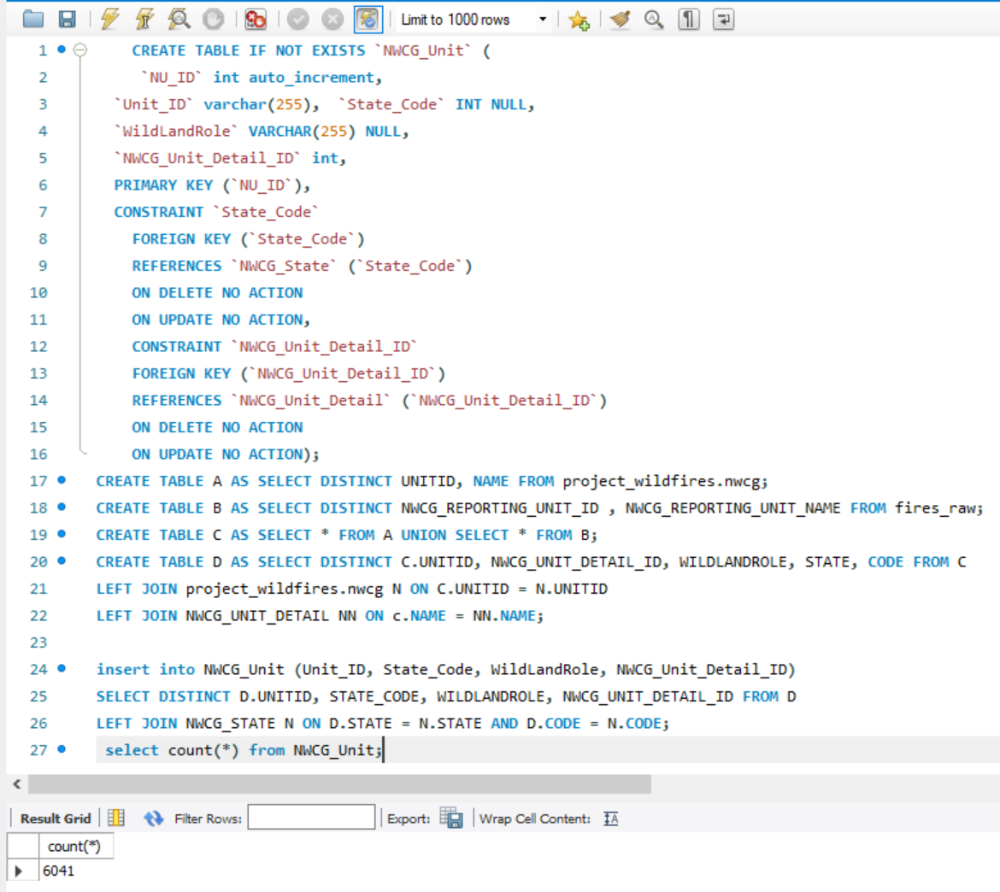 Limit to 1000 rows
1 CREATE TABLE IF NOT EXISTS `NWCG_Unit` (
2 `NU_ID` int auto_increment,
3 `Unit_ID` varchar(255), `State_Code` INT NULL,
4 `WildLandRole` VARCHAR(255) NULL,
5 `NWCG_Unit_Detail_ID` int,
6 PRIMARY KEY (`NU_ID`),
7 CONSTRAINT `State_Code`
8 FOREIGN KEY (`State_Code`)
9 REFERENCES `NWCG_State` (`State_Code`)
10 ON DELETE NO ACTION
11 ON UPDATE NO ACTION,
12 CONSTRAINT `NWCG_Unit_Detail_ID`
13 FOREIGN KEY (`NWCG_Unit_Detail_ID`)
14 REFERENCES `NWCG_Unit_Detail` (`NWCG_Unit_Detail_ID`)
15 ON DELETE NO ACTION
16 ON UPDATE NO ACTION);
17 CREATE TABLE A AS SELECT DISTINCT UNITID, NAME FROM project_wildfires.nwcg;
18 CREATE TABLE B AS SELECT DISTINCT NWCG_REPORTING_UNIT_ID , NWCG_REPORTING_UNIT_NAME FROM fires_raw;
19 CREATE TABLE C AS SELECT * FROM A UNION SELECT * FROM B;
20 CREATE TABLE D AS SELECT DISTINCT C.UNITID, NWCG_UNIT_DETAIL_ID, WILDLANDROLE, STATE, CODE FROM C
21 LEFT JOIN project_wildfires.nwcg N ON C.UNITID = N.UNITID
22 LEFT JOIN NWCG_UNIT_DETAIL NN ON c.NAME = NN.NAME;
23
24 insert into NWCG_Unit (Unit_ID, State_Code, WildLandRole, NWCG_Unit_Detail_ID)
25 SELECT DISTINCT D.UNITID, STATE_CODE, WILDLANDROLE, NWCG_UNIT_DETAIL_ID FROM D
26 LEFT JOIN NWCG_STATE N ON D.STATE = N.STATE AND D.CODE = N.CODE;
27 select count(*) from NWCG_Unit;
Result Grid Filter Rows: Export: Wrap Cell Content: IA
count(*)
6041